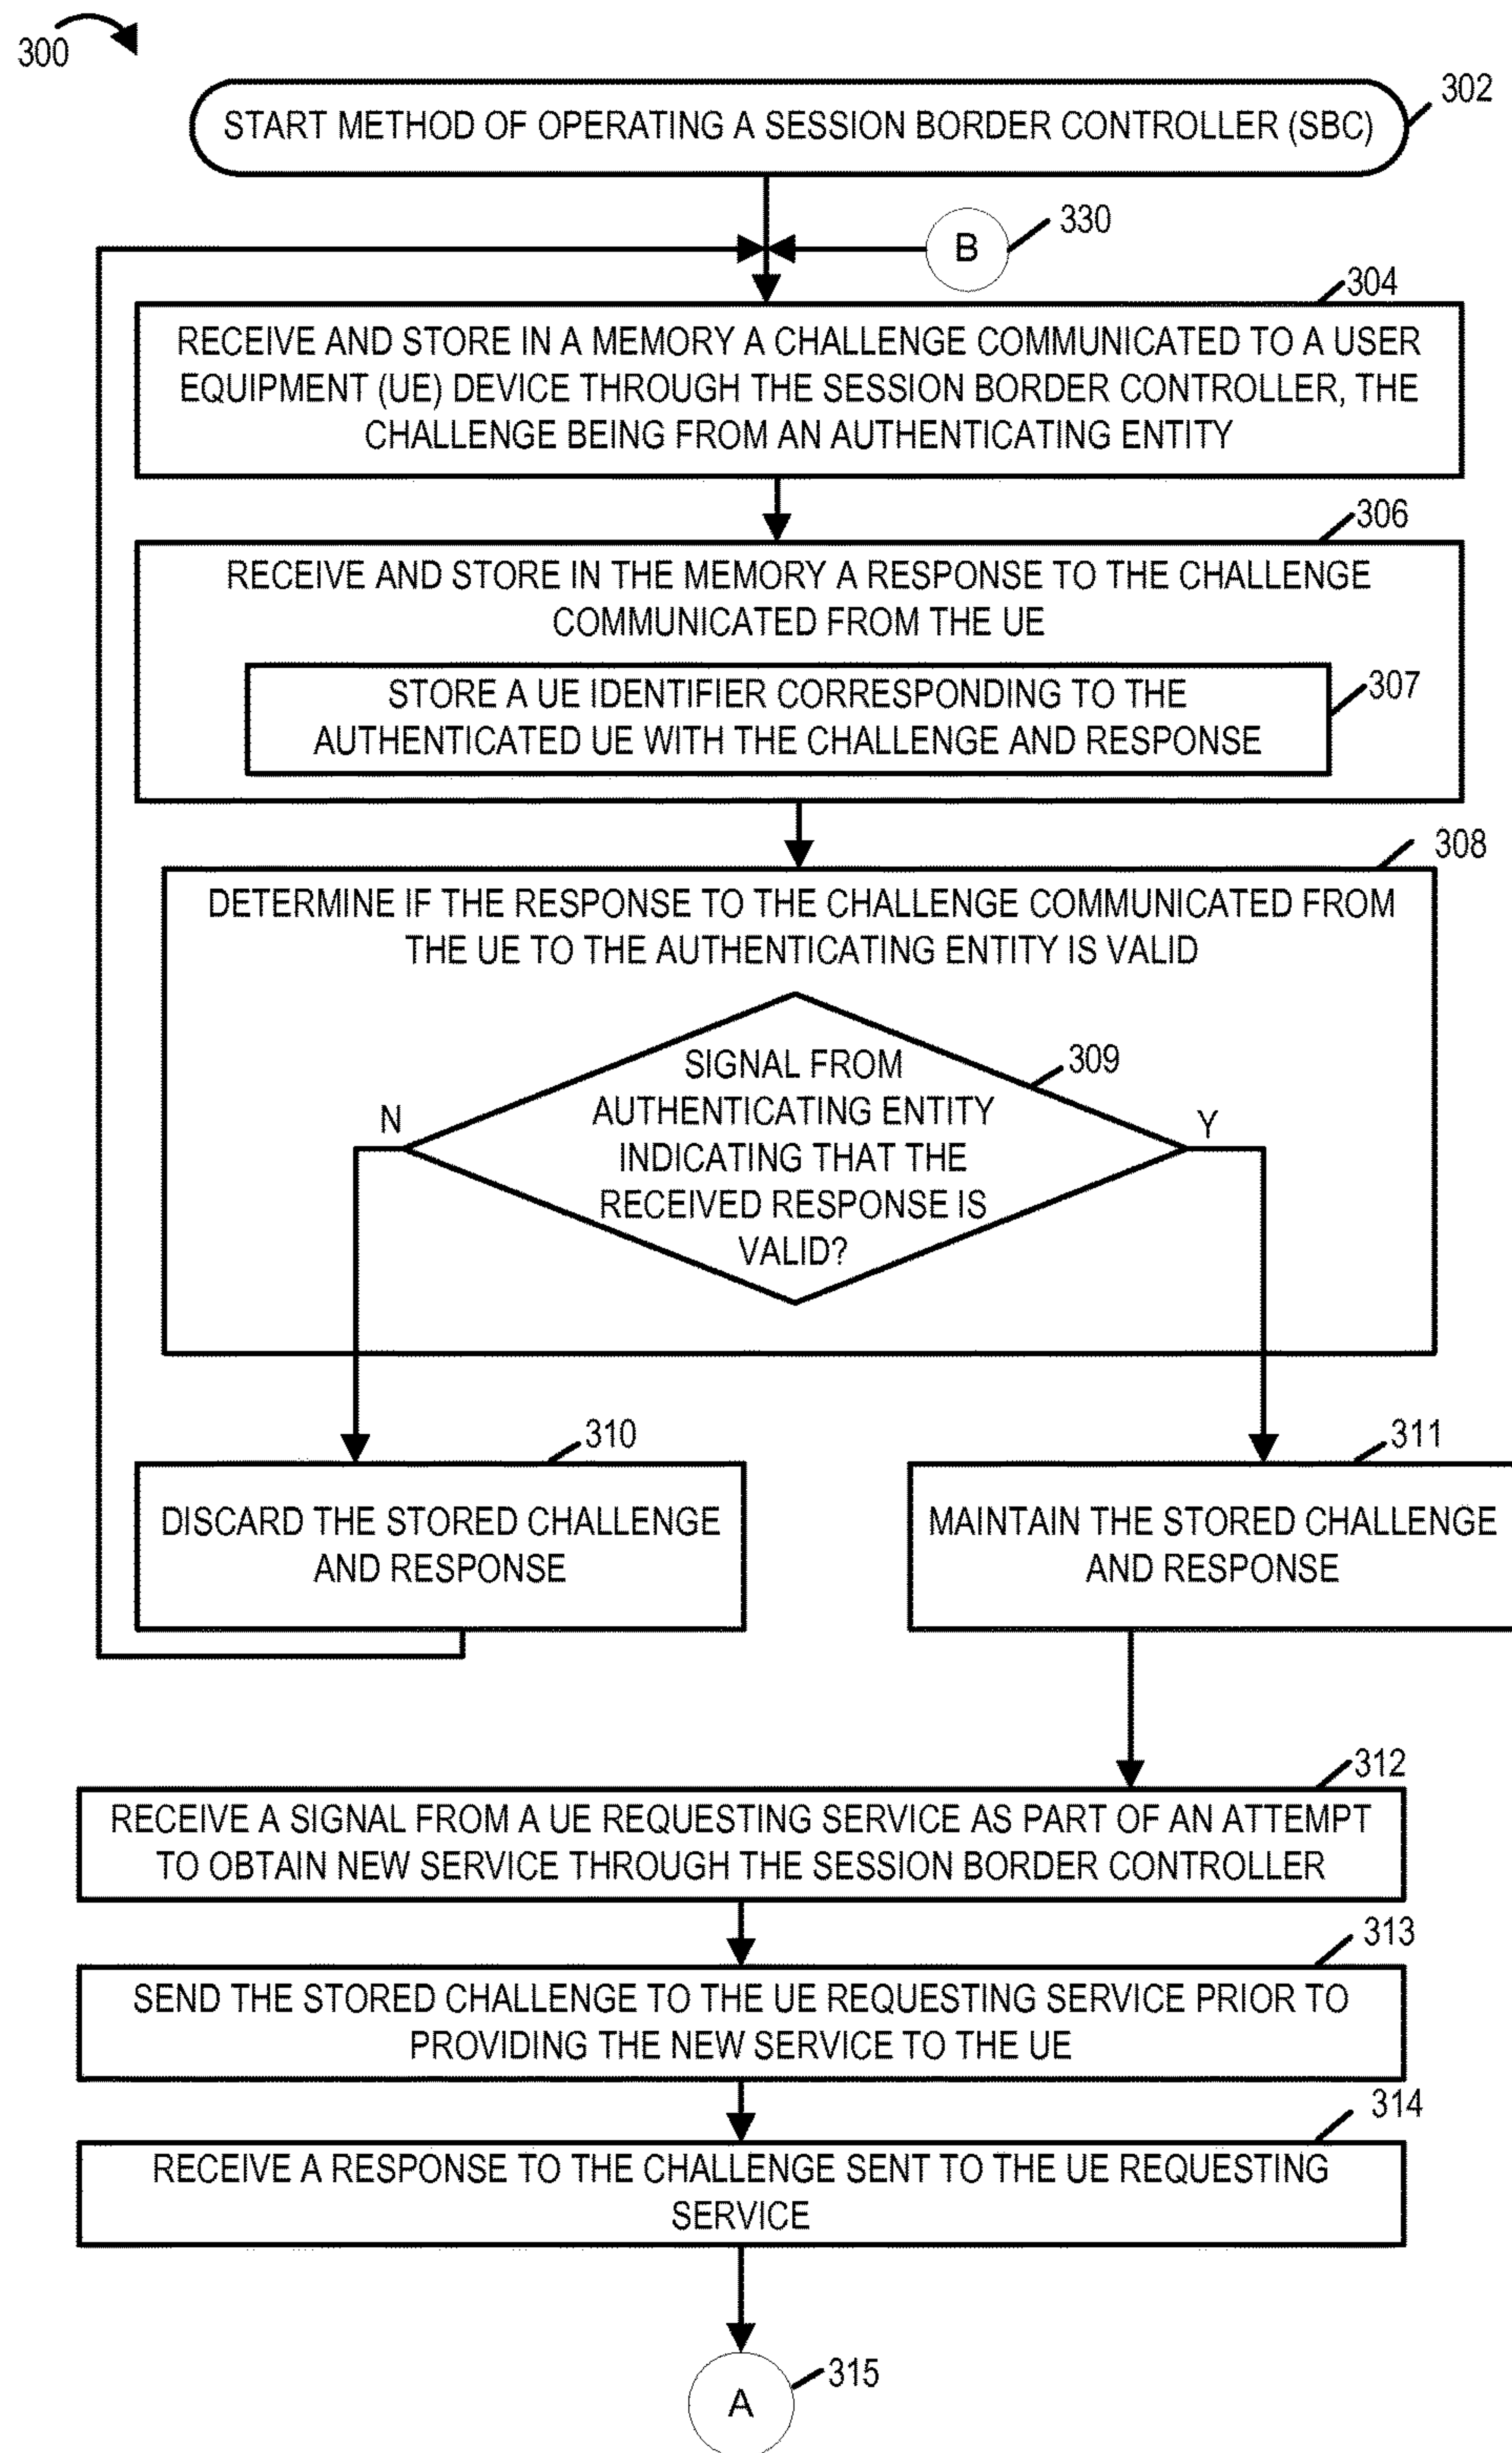 300
START METHOD OF OPERATING A SESSION BORDER CONTROLLER (SBC)
302
B
330
304
RECEIVE AND STORE IN A MEMORY A CHALLENGE COMMUNICATED TO A USER
EQUIPMENT (UE) DEVICE THROUGH THE SESSION BORDER CONTROLLER, THE
CHALLENGE BEING FROM AN AUTHENTICATING ENTITY
306
RECEIVE AND STORE IN THE MEMORY A RESPONSE TO THE CHALLENGE
COMMUNICATED FROM THE UE
307
STORE A UE IDENTIFIER CORRESPONDING TO THE
AUTHENTICATED UE WITH THE CHALLENGE AND RESPONSE
308
DETERMINE IF THE RESPONSE TO THE CHALLENGE COMMUNICATED FROM
THE UE TO THE AUTHENTICATING ENTITY IS VALID
309
SIGNAL FROM
AUTHENTICATING ENTITY
INDICATING THAT THE
RECEIVED RESPONSE IS
VALID?
N
Y
310
DISCARD THE STORED CHALLENGE
AND RESPONSE
311
MAINTAIN THE STORED CHALLENGE
AND RESPONSE
312
RECEIVE A SIGNAL FROM A UE REQUESTING SERVICE AS PART OF AN ATTEMPT
TO OBTAIN NEW SERVICE THROUGH THE SESSION BORDER CONTROLLER
313
SEND THE STORED CHALLENGE TO THE UE REQUESTING SERVICE PRIOR TO
PROVIDING THE NEW SERVICE TO THE UE
314
RECEIVE A RESPONSE TO THE CHALLENGE SENT TO THE UE REQUESTING
SERVICE
A
315